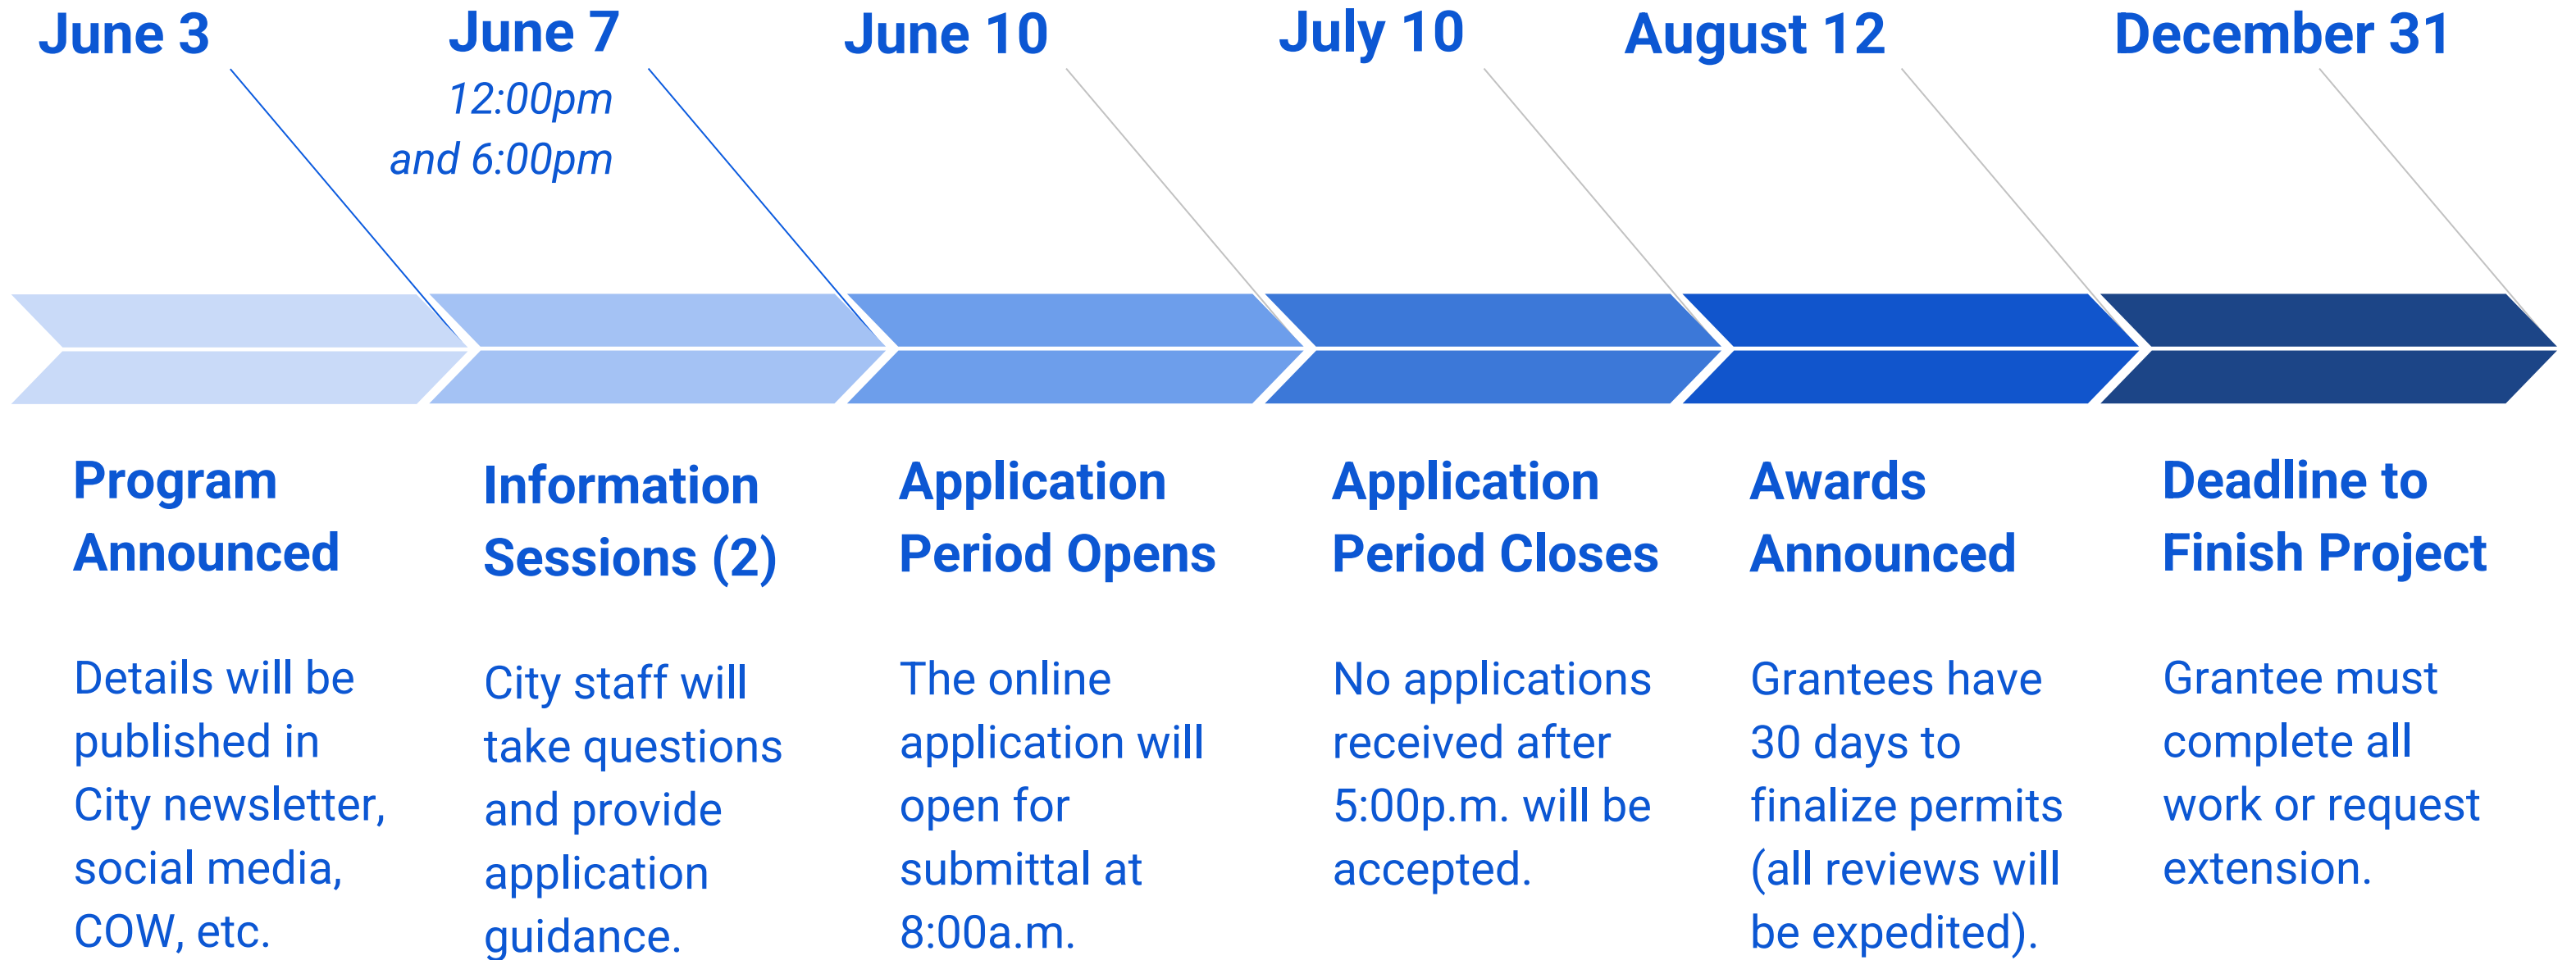 June 3
June 7
12:00pm
and 6:00pm
June 10
July 10
August 12
December 31
Program
Announced
Details will be
published in
City newsletter,
social media,
COW, etc.
Information
Sessions (2)
City staff will
take questions
and provide
application
guidance.
Application
Period Opens
The online
application will
open for
submittal at
8:00a.m.
Application
Period Closes
No applications
received after
5:00p.m. will be
accepted.
Awards
Announced
Grantees have
30 days to
finalize permits
(all reviews will
be expedited).
Deadline to
Finish Project
Grantee must
complete all
work or request
extension.